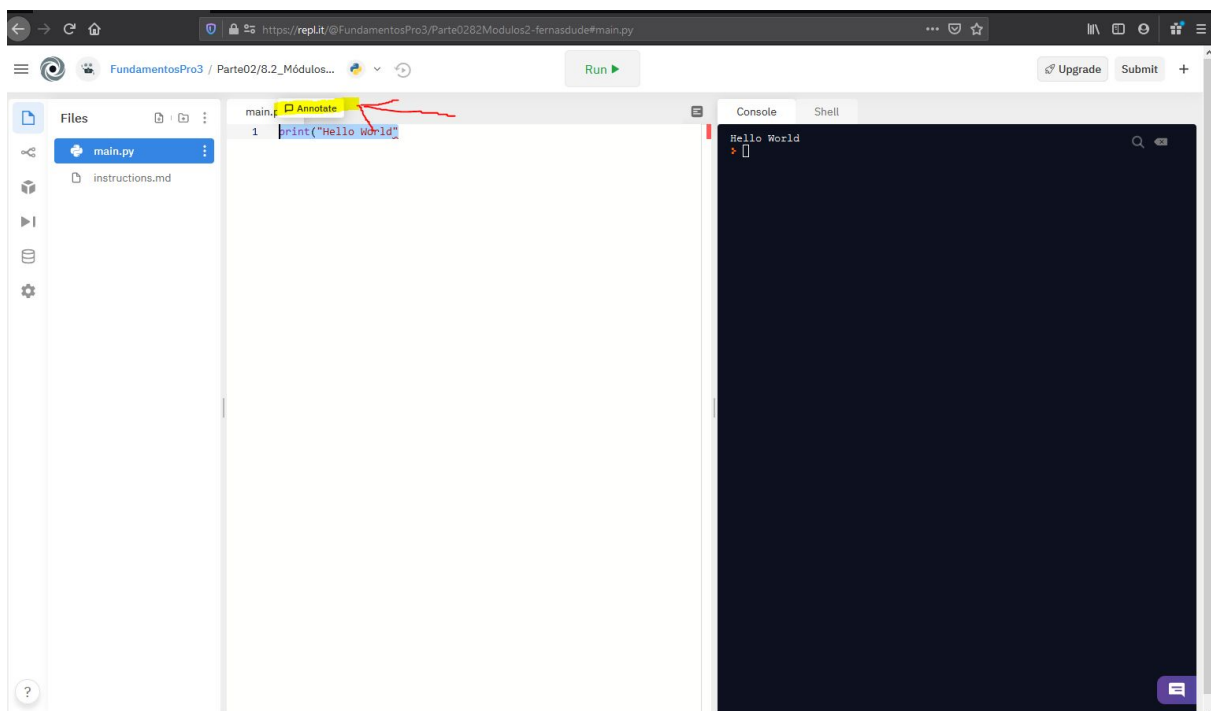 https://repl.it/@FundamentosPro3/Parte0282Modulos2-fernasdude#main.py
FundamentosPro3 / Parte02/8.2_Módulos...
Run
Upgrade
Submit
+
Files
main.py
instructions.md
Annotate
1 print("Hello World"
Console
Shell
Hello World
?